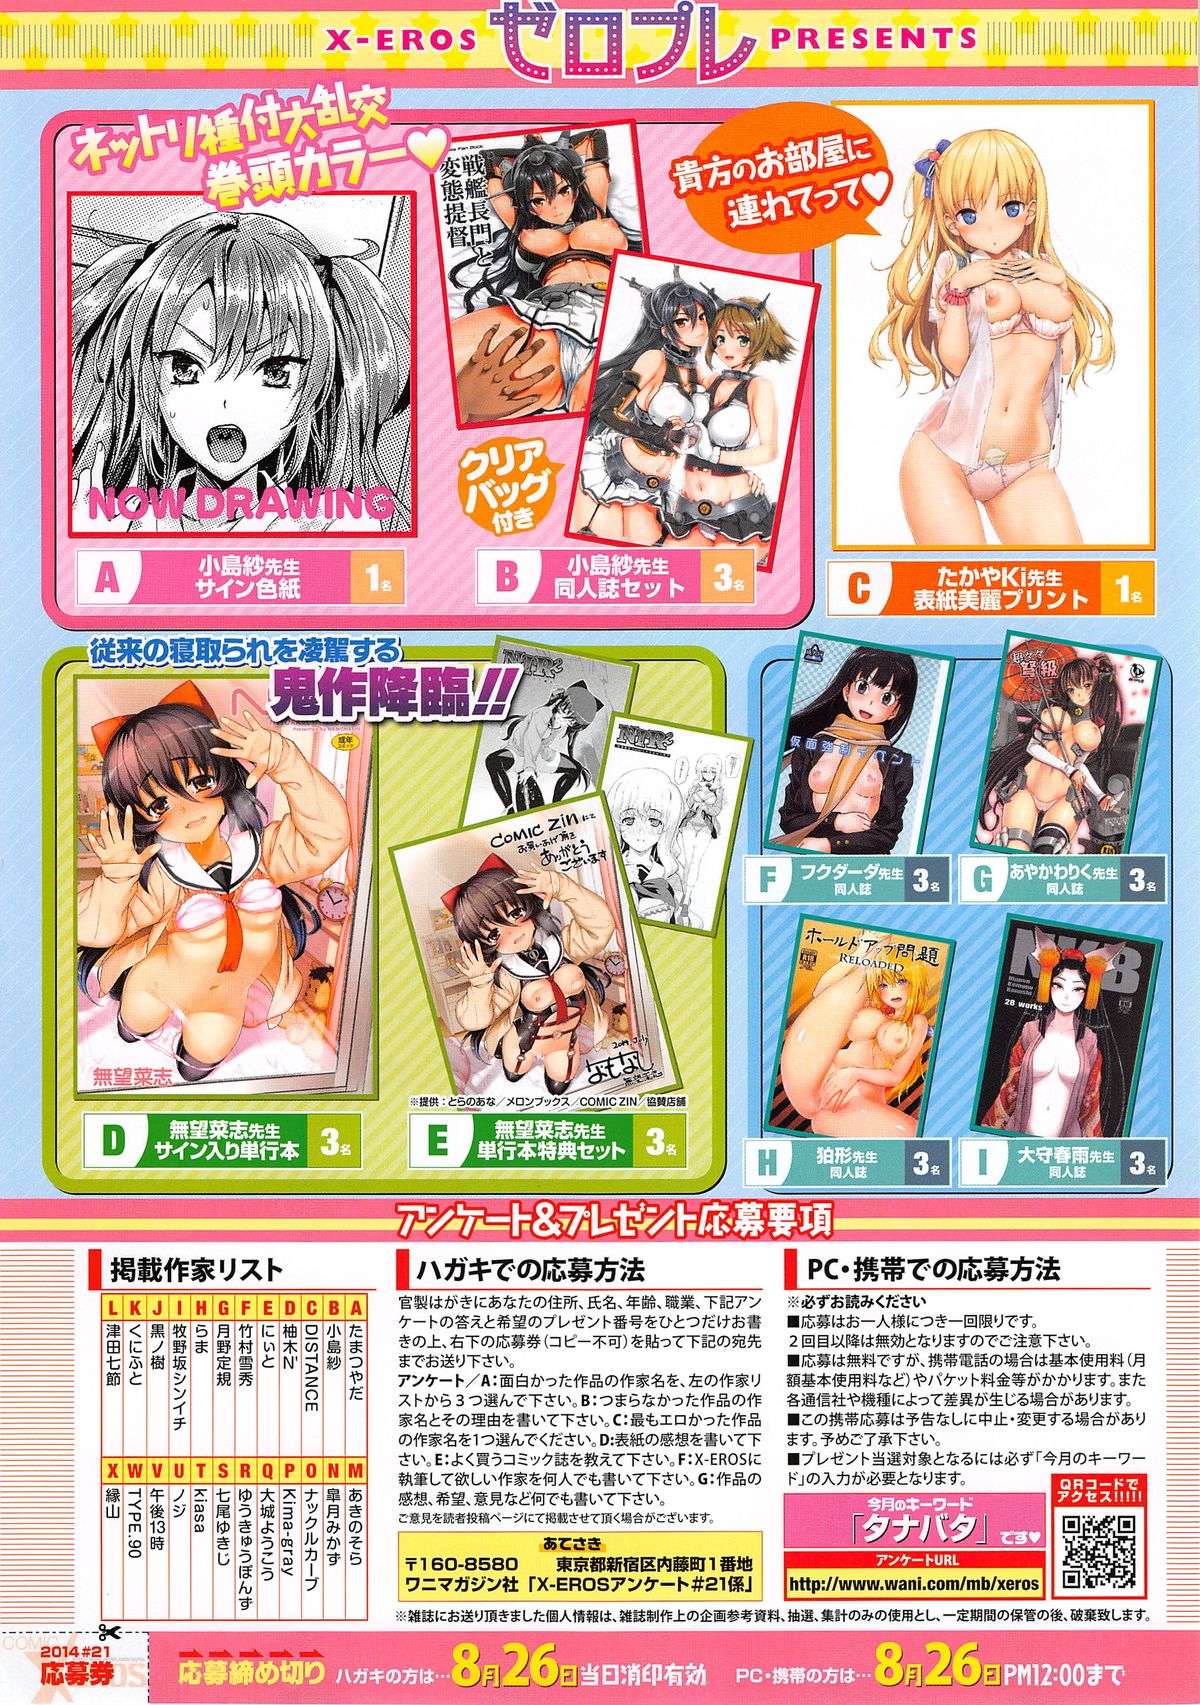 X-EROS ゼロプレ PRESENTS
ネットリ種付大乱交
巻頭カラー♥
NOW DRAWING
戦艦長門と
変態提督
クリア
バッグ
付き
貴方のお部屋に
連れてって♥
A 小島紗先生
サイン色紙 1名
B 小島紗先生
同人誌セット 3名
C たかやKi先生
表紙美麗プリント 1名
従来の寝取られを凌駕する
鬼作降臨!!
成年
コミック
無望菜志
NTR²
NTR²
COMIC Zinにて
お買いあげ頂き
ありがとう
ございます
なもなし
無望菜志
※提供：とらのあな／メロンブックス／COMIC ZIN／協賛店舗
D 無望菜志先生
サイン入り単行本 3名
E 無望菜志先生
単行本特典セット 3名
仮面強制イベント
弩級
F フクダーダ先生
同人誌 3名
G あやかわりく先生
同人誌 3名
ホールドアップ問題
RELOADED
28 works
H 狛形先生
同人誌 3名
I 大守春雨先生
同人誌 3名
アンケート&プレゼント応募要項
掲載作家リスト
A たまつやだ
B 小島紗
C DISTANCE
D 柚木N'
E にいと
F 竹村雪秀
G 月野定規
H らま
I 牧野坂シンイチ
J 黒ノ樹
K くにふと
L 津田七節
M あきのそら
N 皐月みかず
O ナックルカーブ
P Kima-gray
Q 大城ようこう
R ゆうきゅうぽんず
S 七尾ゆきじ
T kiasa
U ノジ
V 午後13時
W TYPE.90
X 縁山
ハガキでの応募方法
官製はがきにあなたの住所、氏名、年齢、職業、下記アン
ケートの答えと希望のプレゼント番号をひとつだけお書
きの上、右下の応募券（コピー不可）を貼って下記の宛先
までお送り下さい。
アンケート／A：面白かった作品の作家名を、左の作家リ
ストから３つ選んで下さい。B：つまらなかった作品の作
家名とその理由を書いて下さい。C：最もエロかった作品
の作家名を1つ選んでください。D:表紙の感想を書いて下
さい。E：よく買うコミック誌を教えて下さい。F：X-EROSに
執筆して欲しい作家を何人でも書いて下さい。G：作品の
感想、希望、意見など何でも書いて下さい。
ご意見を読者投稿ページにて掲載させて頂く場合がございます。
あてさき
〒160-8580 東京都新宿区内藤町1番地
ワニマガジン社「X-EROSアンケート#21係」
PC・携帯での応募方法
※必ずお読みください
■応募はお一人様につき一回限りです。
２回目以降は無効となりますのでご注意下さい。
■応募は無料ですが、携帯電話の場合は基本使用料（月
額基本使用料など）やパケット料金等がかかります。また
各通信社や機種によって差異が生じる場合があります。
■この携帯応募は予告なしに中止・変更する場合があり
ます。予めご了承下さい。
■プレゼント当選対象となるには必ず「今月のキーワー
ド」の入力が必要となります。
今月のキーワード
「タナバタ」です♥
アンケートURL
http://www.wani.com/mb/xeros
QRコードで
アクセス!!!!!
※雑誌にお送り頂きました個人情報は、雑誌制作上の企画参考資料、抽選、集計のみの使用とし、一定期間の保管の後、破棄致します。
2014#21
応募券
応募締め切り ハガキの方は…8月26日当日消印有効 PC・携帯の方は…8月26日PM12:00まで